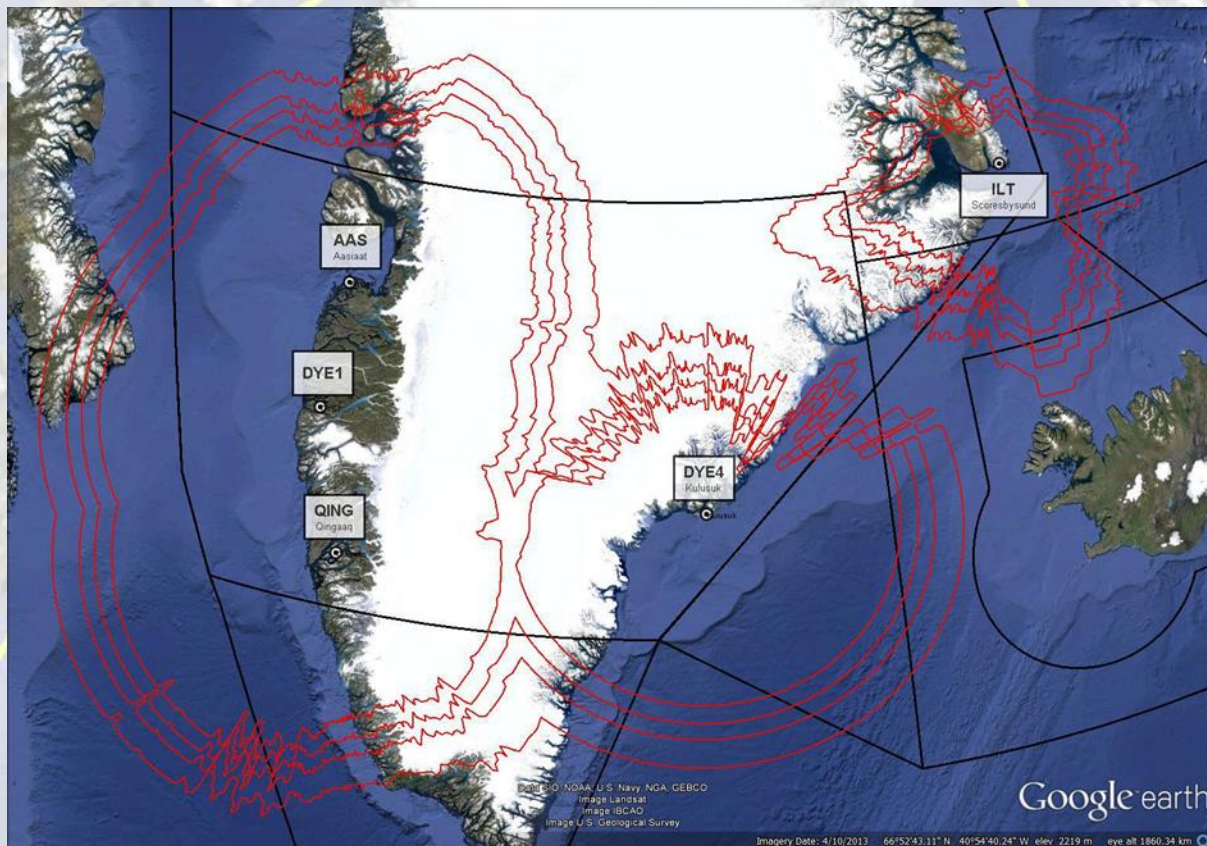 ILT
Scoresbysund
AAS
Aasiaat
DYE1
DYE4
Kulusuk
QING
Qingaaq
SIO, NOAA, U.S. Navy, NGA, GEBCO
Image Landsat
Image IBCAO
Image U.S. Geological Survey
Google earth
Imagery Date: 4/10/2013 66°52'43.11" N 40°54'40.24" W elev 2219 m eye alt 1860.34 km